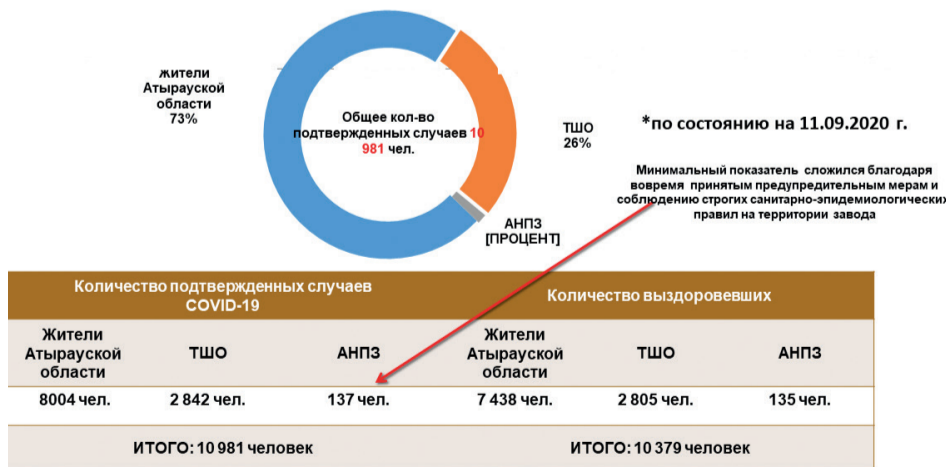 жители
Атырауской
области
73%
Общее кол-во
подтвержденных случаев 10
981 чел.
ТШО
26%
АНПЗ
[ПРОЦЕНТ]
*по состоянию на 11.09.2020 г.
Минимальный показатель сложился благодаря
вовремя принятым предупредительным мерам и
соблюдению строгих санитарно-эпидемиологических
правил на территории завода
Количество подтвержденных случаев
COVID-19
Количество выздоровевших
Жители
Атырауской
области
ТШО
АНПЗ
Жители
Атырауской
области
ТШО
АНПЗ
8004 чел.
2 842 чел.
137 чел.
7 438 чел.
2 805 чел.
135 чел.
ИТОГО: 10 981 человек
ИТОГО: 10 379 человек